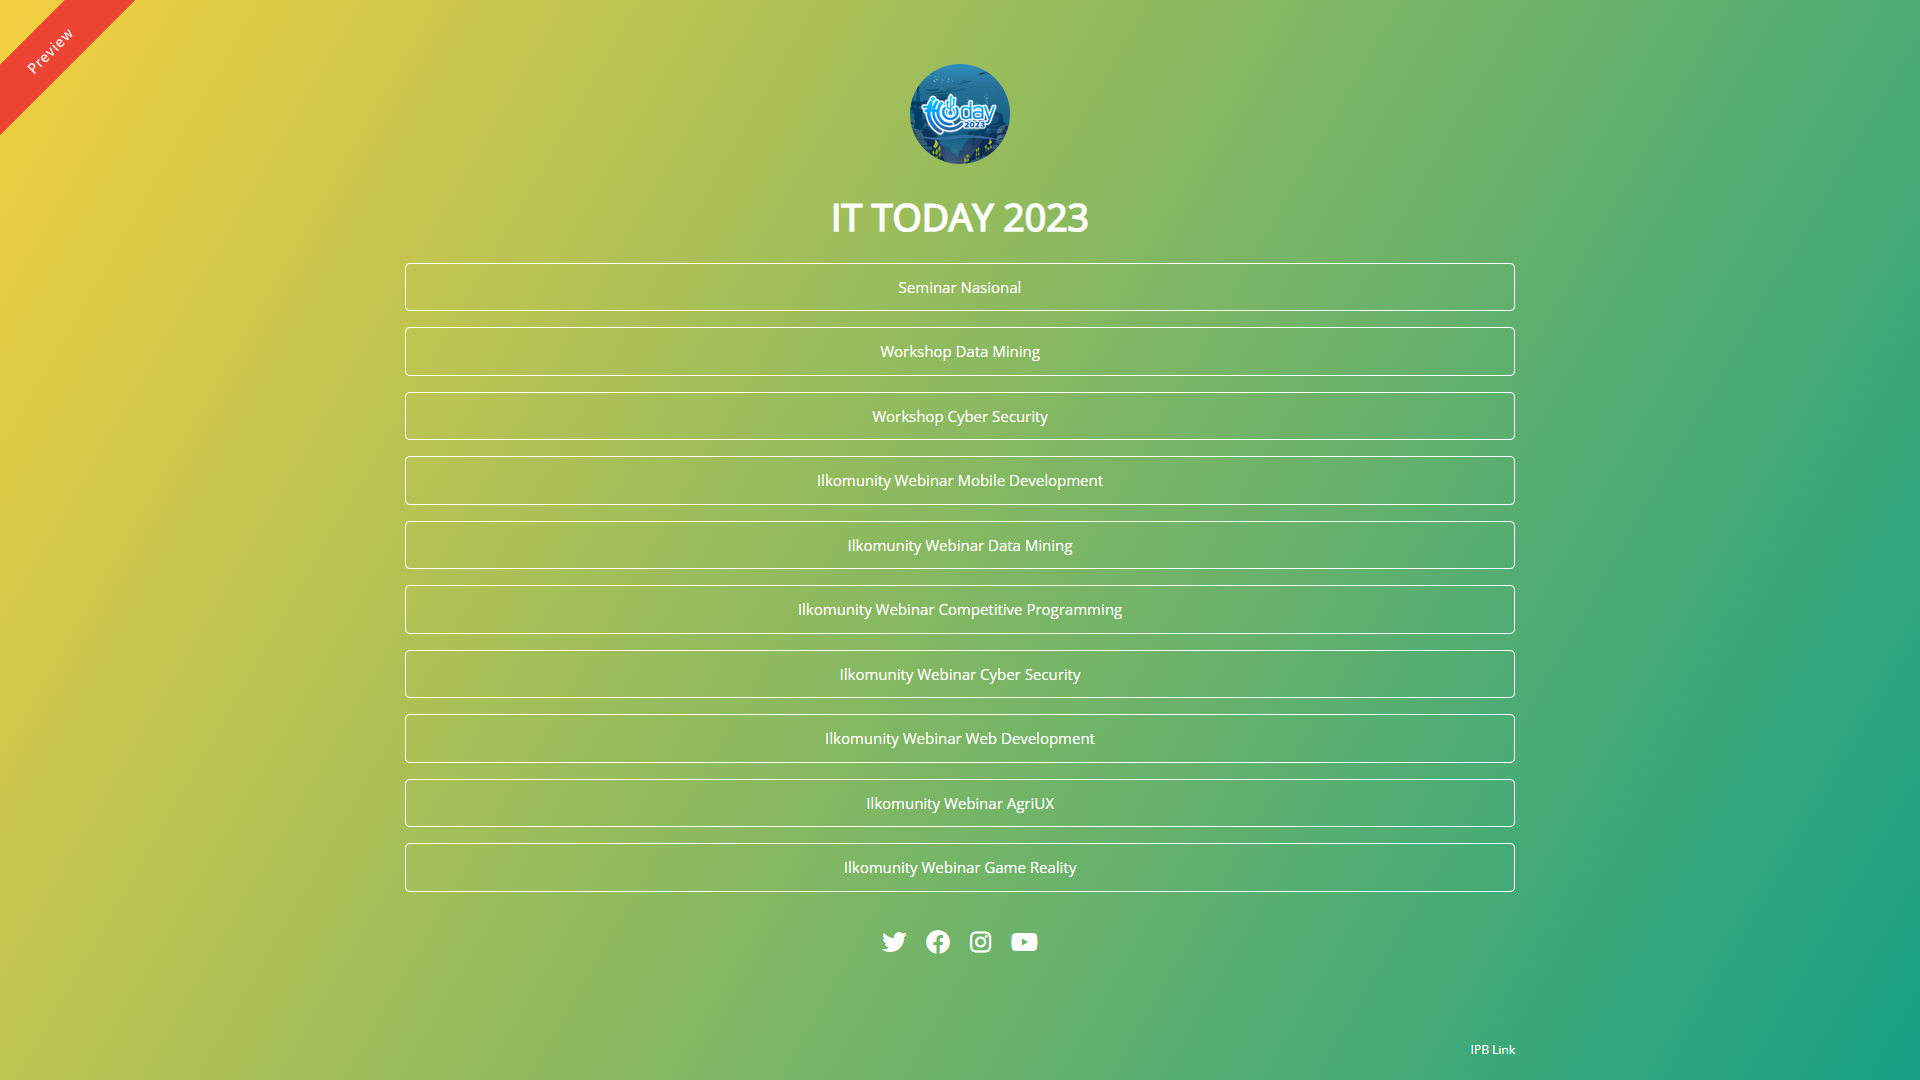 Preview
today
2023
IT TODAY 2023
Seminar Nasional
Workshop Data Mining
Workshop Cyber Security
Ilkomunity Webinar Mobile Development
Ilkomunity Webinar Data Mining
Ilkomunity Webinar Competitive Programming
Ilkomunity Webinar Cyber Security
Ilkomunity Webinar Web Development
Ilkomunity Webinar AgriUX
Ilkomunity Webinar Game Reality
IPB Link